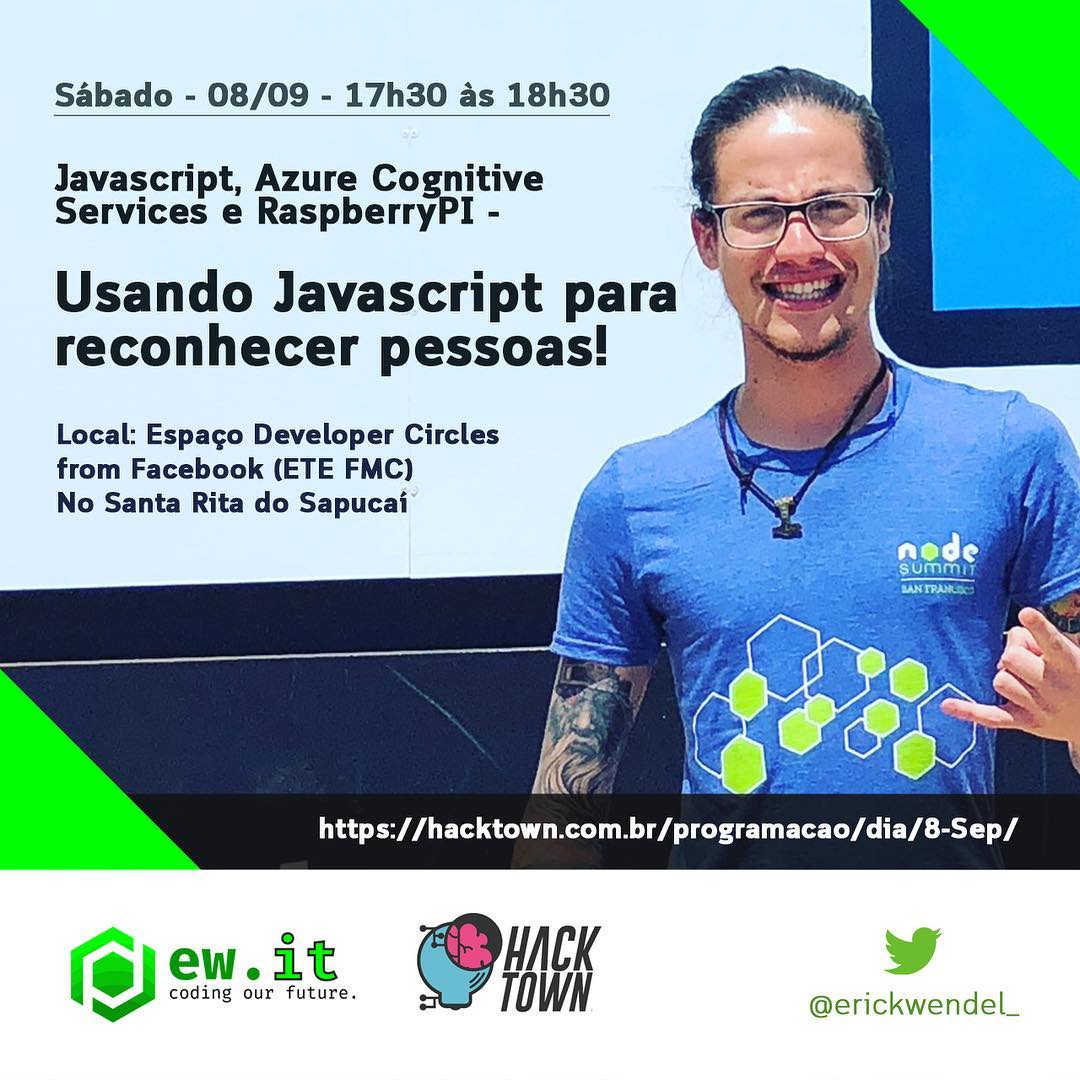 Sábado - 08/09 - 17h30 às 18h30
Javascript, Azure Cognitive
Services e RaspberryPI -
Usando Javascript para
reconhecer pessoas!
Local: Espaço Developer Circles
from Facebook (ETE FMC)
No Santa Rita do Sapucaí
node
SUMMIT
SAN FRANCISCO
https://hacktown.com.br/programacao/dia/8-Sep/
ew.it
coding our future.
HACK
TOWN
@erickwendel_